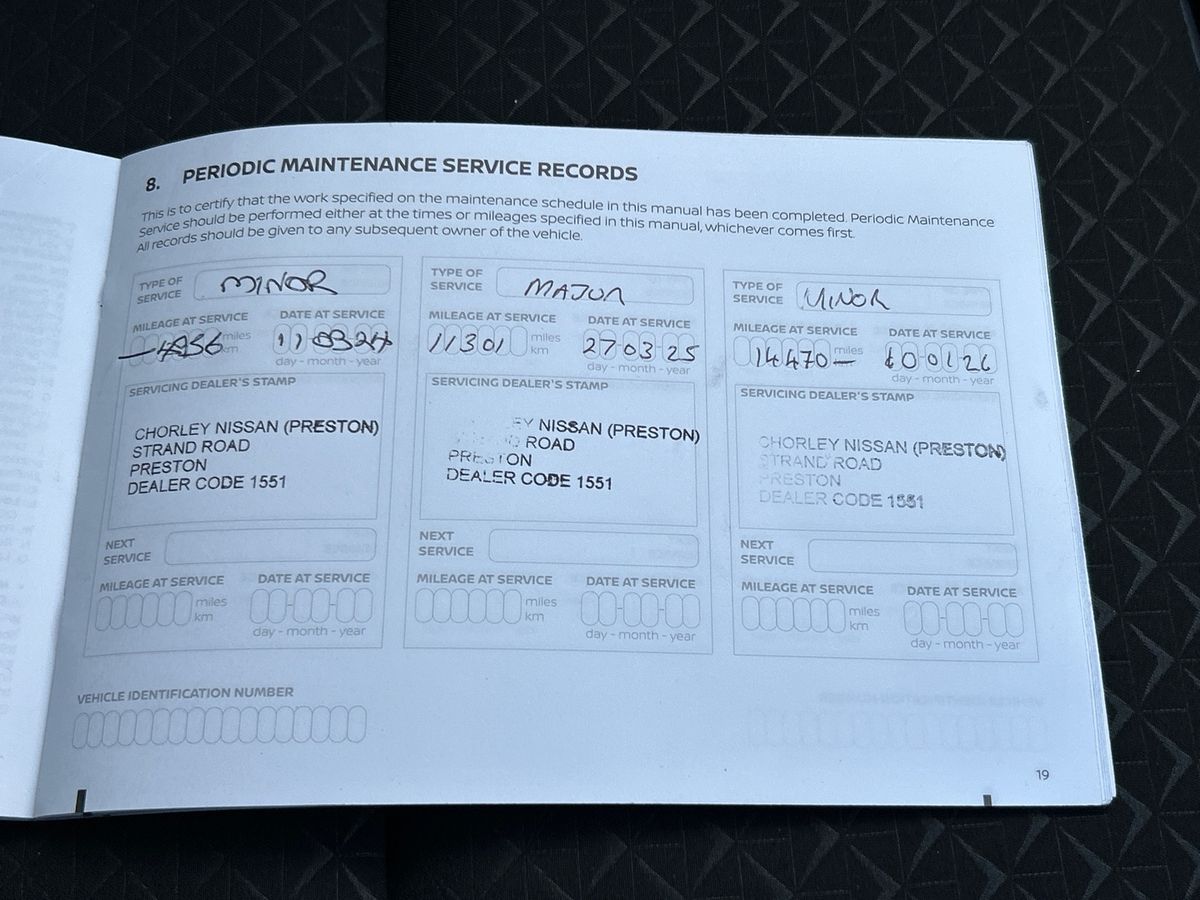 8. PERIODIC MAINTENANCE SERVICE RECORDS
This is to certify that the work specified on the maintenance schedule in this manual has been completed. Periodic Maintenance
Service should be performed either at the times or mileages specified in this manual, whichever comes first.
All records should be given to any subsequent owner of the vehicle.
TYPE OF
SERVICE
MINOR
MILEAGE AT SERVICE
miles
km
DATE AT SERVICE
11 03 24
day - month - year
SERVICING DEALER'S STAMP
CHORLEY NISSAN (PRESTON)
STRAND ROAD
PRESTON
DEALER CODE 1551
NEXT
SERVICE
MILEAGE AT SERVICE
miles
km
DATE AT SERVICE
day - month - year
TYPE OF
SERVICE
MAJOR
MILEAGE AT SERVICE
11301
miles
km
DATE AT SERVICE
27 03 25
day - month - year
SERVICING DEALER'S STAMP
EY NISSAN (PRESTON)
ROAD
PRESTON
DEALER CODE 1551
NEXT
SERVICE
MILEAGE AT SERVICE
miles
km
DATE AT SERVICE
day - month - year
TYPE OF
SERVICE
MINOR
MILEAGE AT SERVICE
14470
miles
DATE AT SERVICE
01 26
day - month - year
SERVICING DEALER'S STAMP
CHORLEY NISSAN (PRESTON)
STRAND ROAD
PRESTON
DEALER CODE 1551
NEXT
SERVICE
MILEAGE AT SERVICE
miles
km
DATE AT SERVICE
day - month - year
VEHICLE IDENTIFICATION NUMBER
19